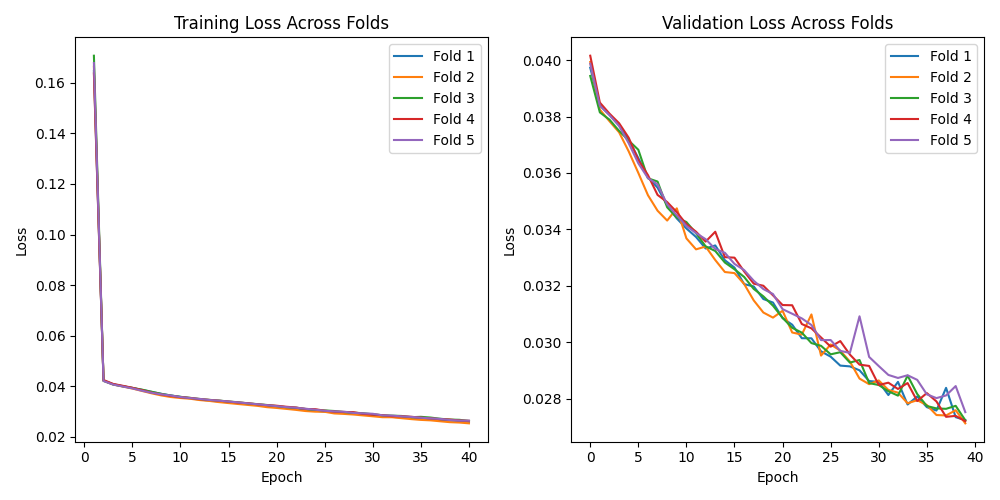 Training Loss Across Folds
Loss
0.16
0.14
0.12
0.10
0.08
0.06
0.04
0.02
0 5 10 15 20 25 30 35 40
Epoch
Fold 1
Fold 2
Fold 3
Fold 4
Fold 5
Validation Loss Across Folds
Loss
0.040
0.038
0.036
0.034
0.032
0.030
0.028
0 5 10 15 20 25 30 35 40
Epoch
Fold 1
Fold 2
Fold 3
Fold 4
Fold 5